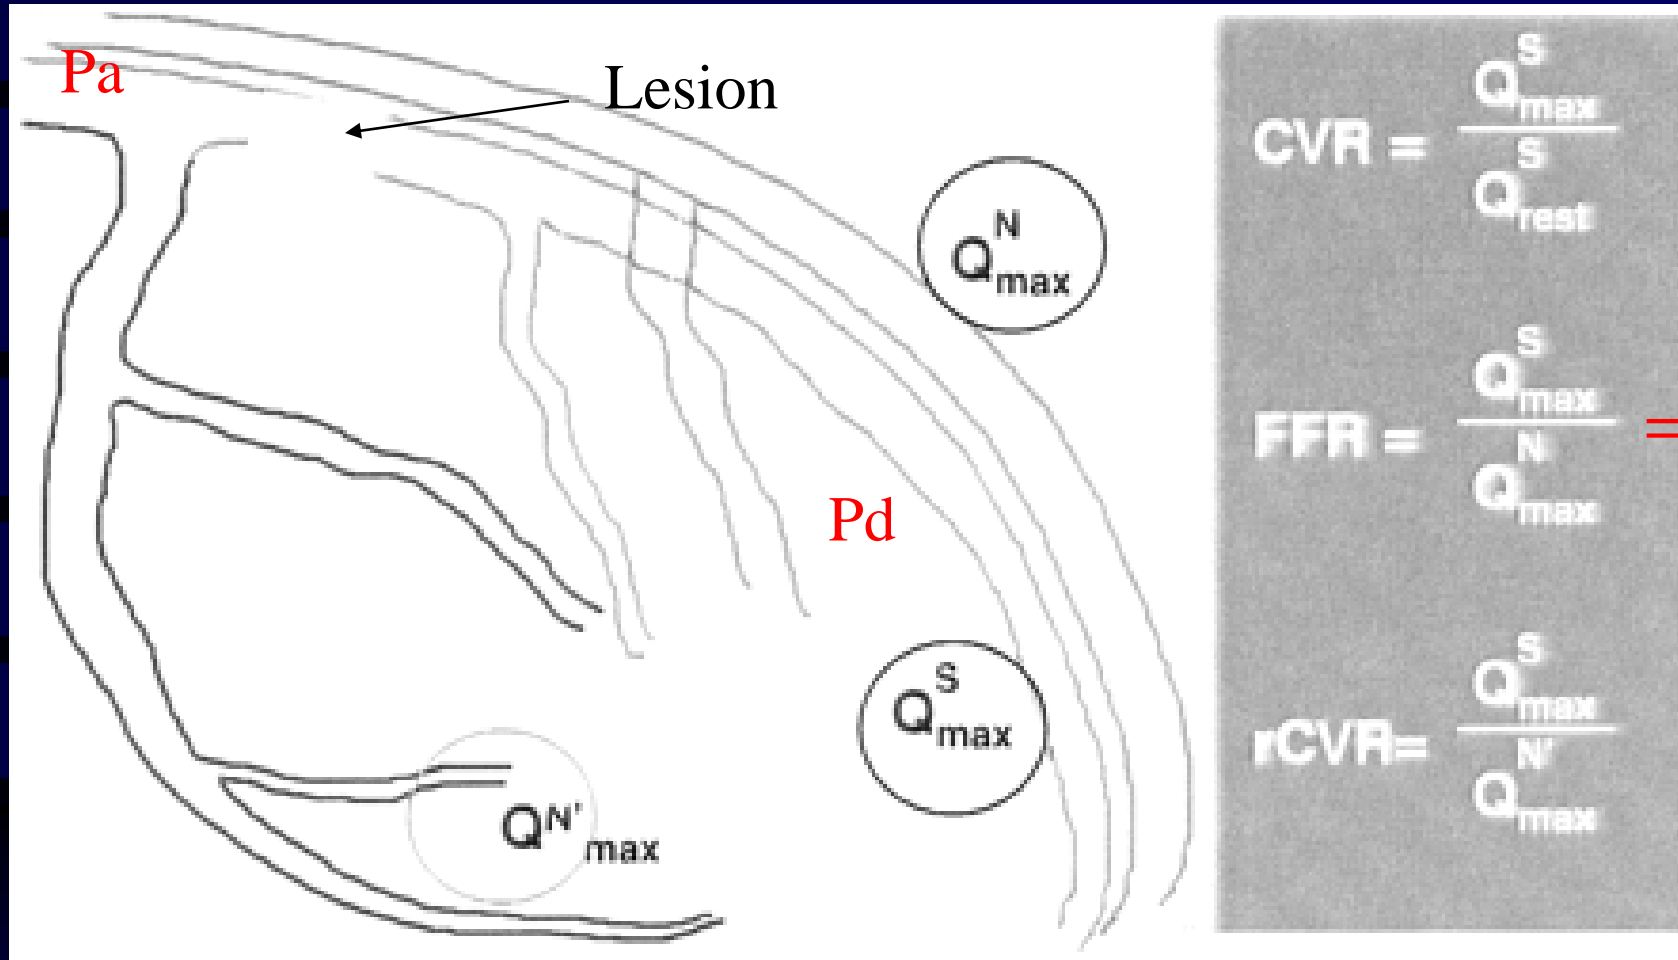 Pa
Lesion
Q N max
Pd
Q S max
Q N' max
CVR = Q S max / Q S rest
FFR = Q S max / Q N max =
rCVR= Q S max / Q N' max